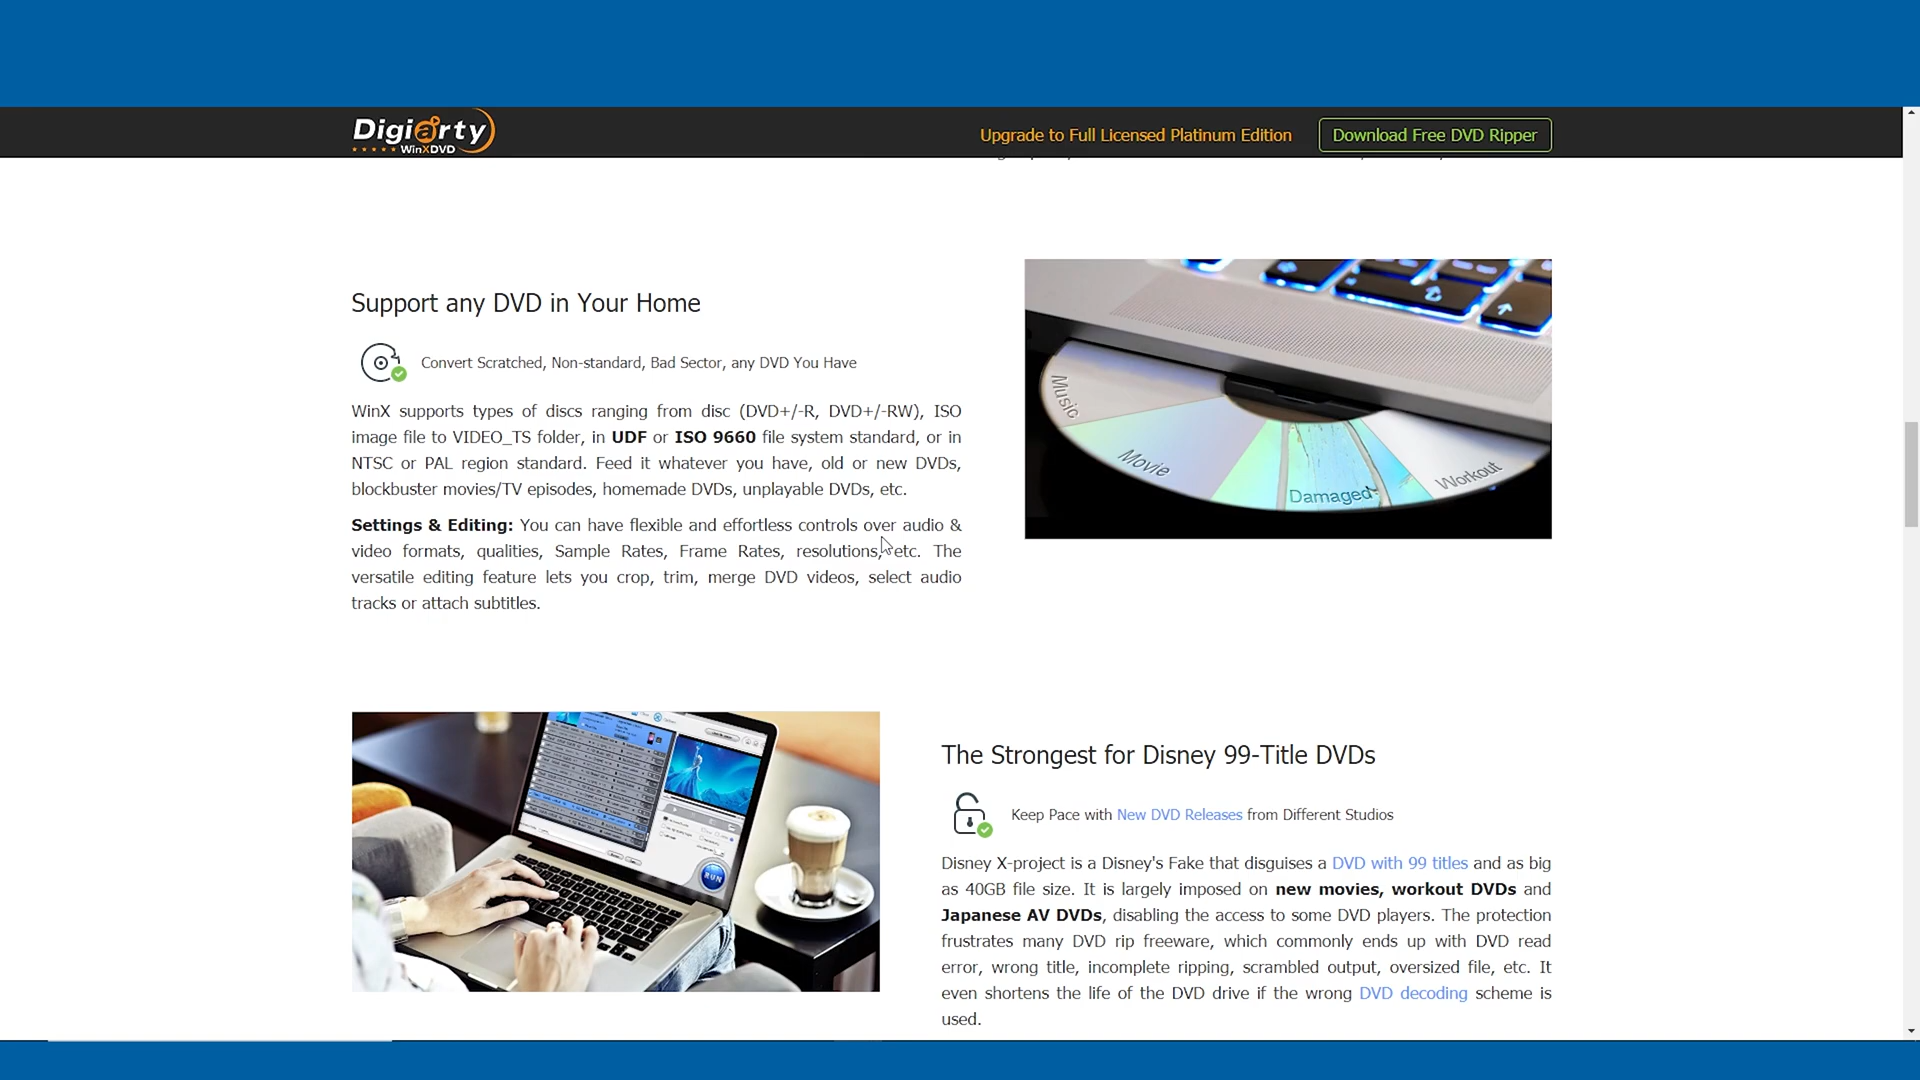 Digiarty
WinXDVD
Upgrade to Full Licensed Platinum Edition
Download Free DVD Ripper
Support any DVD in Your Home
Convert Scratched, Non-standard, Bad Sector, any DVD You Have
WinX supports types of discs ranging from disc (DVD+/-R, DVD+/-RW), ISO
image file to VIDEO_TS folder, in UDF or ISO 9660 file system standard, or in
NTSC or PAL region standard. Feed it whatever you have, old or new DVDs,
blockbuster movies/TV episodes, homemade DVDs, unplayable DVDs, etc.
Settings & Editing: You can have flexible and effortless controls over audio &
video formats, qualities, Sample Rates, Frame Rates, resolutions, etc. The
versatile editing feature lets you crop, trim, merge DVD videos, select audio
tracks or attach subtitles.
Music
Movie
Damaged
Workout
RUN
The Strongest for Disney 99-Title DVDs
Keep Pace with New DVD Releases from Different Studios
Disney X-project is a Disney's Fake that disguises a DVD with 99 titles and as big
as 40GB file size. It is largely imposed on new movies, workout DVDs and
Japanese AV DVDs, disabling the access to some DVD players. The protection
frustrates many DVD rip freeware, which commonly ends up with DVD read
error, wrong title, incomplete ripping, scrambled output, oversized file, etc. It
even shortens the life of the DVD drive if the wrong DVD decoding scheme is
used.